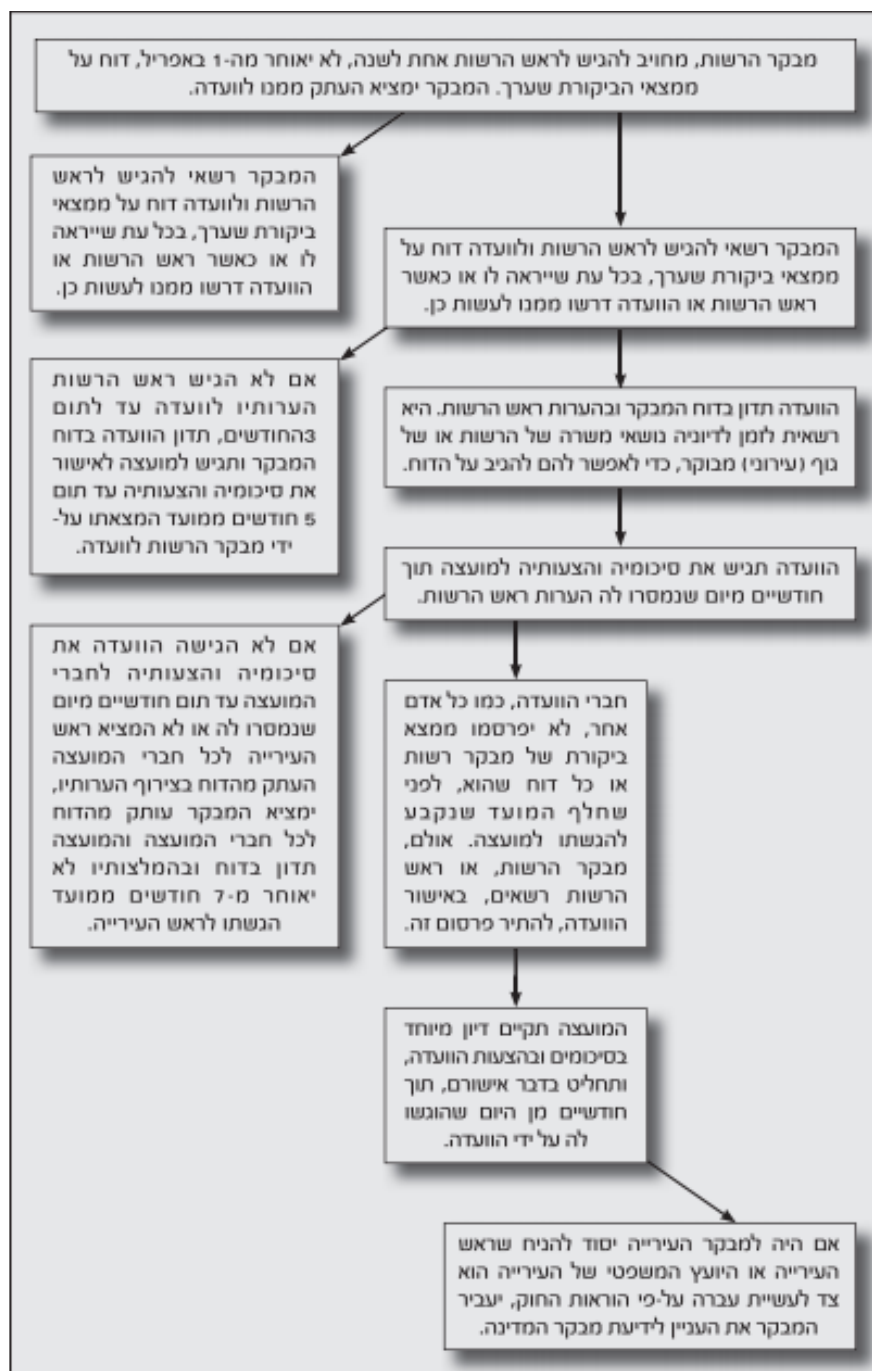 מבקר הרשות, מחויב להגיש לראש הרשות אחת לשנה, לא יאוחר מה-1 באפריל, דוח על
ממצאי הביקורת שערך. המבקר ימציא העתק ממנו לוועדה.
המבקר רשאי להגיש לראש
הרשות ולוועדה דוח על ממצאי
ביקורת שערך, בכל עת שייראה
לו או כאשר ראש הרשות או
הוועדה דרשו ממנו לעשות כן.
המבקר רשאי להגיש לראש הרשות ולוועדה דוח על
ממצאי ביקורת שערך, בכל עת שייראה לו או כאשר
ראש הרשות או הוועדה דרשו ממנו לעשות כן.
אם לא הגיש ראש הרשות
הערותיו לוועדה עד לתום
3החודשים, תדון הוועדה בדוח
המבקר ותגיש למועצה לאישור
את סיכומיה והצעותיה עד תום
5 חודשים ממועד המצאתו על-
ידי מבקר הרשות לוועדה.
הוועדה תדון בדוח המבקר ובהערות ראש הרשות. היא
רשאית לזמן לדיוניה נושאי משרה של הרשות או של
גוף (עירוני) מבוקר, כדי לאפשר להם להגיב על הדוח.
הוועדה תגיש את סיכומיה והצעותיה למועצה תוך
חודשיים מיום שנמסרו לה הערות ראש הרשות.
אם לא הגישה הוועדה את
סיכומיה והצעותיה לחברי
המועצה עד תום חודשיים מיום
שנמסרו לה או לא המציא ראש
העירייה לכל חברי המועצה
העתק מהדוח בצירוף הערותיו,
ימציא המבקר עותק מהדוח
לכל חברי המועצה והמועצה
תדון בדוח ובהמלצותיו לא
יאוחר מ-7 חודשים ממועד
הגשתו לראש העירייה.
חברי הוועדה, כמו כל אדם
אחר, לא יפרסמו ממצא
ביקורת של מבקר רשות
או כל דוח שהוא, לפני
שחלף המועד שנקבע
להגשתו למועצה. אולם,
מבקר הרשות, או ראש
הרשות רשאים, באישור
הוועדה, להתיר פרסום זה.
המועצה תקיים דיון מיוחד
בסיכומים ובהצעות הוועדה,
ותחליט בדבר אישורם, תוך
חודשיים מן היום שהוגשו
לה על ידי הוועדה.
אם היה למבקר העירייה יסוד להניח שראש
העירייה או היועץ המשפטי של העירייה הוא
צד לעשיית עברה על-פי הוראות החוק, יעביר
המבקר את העניין לידיעת מבקר המדינה.